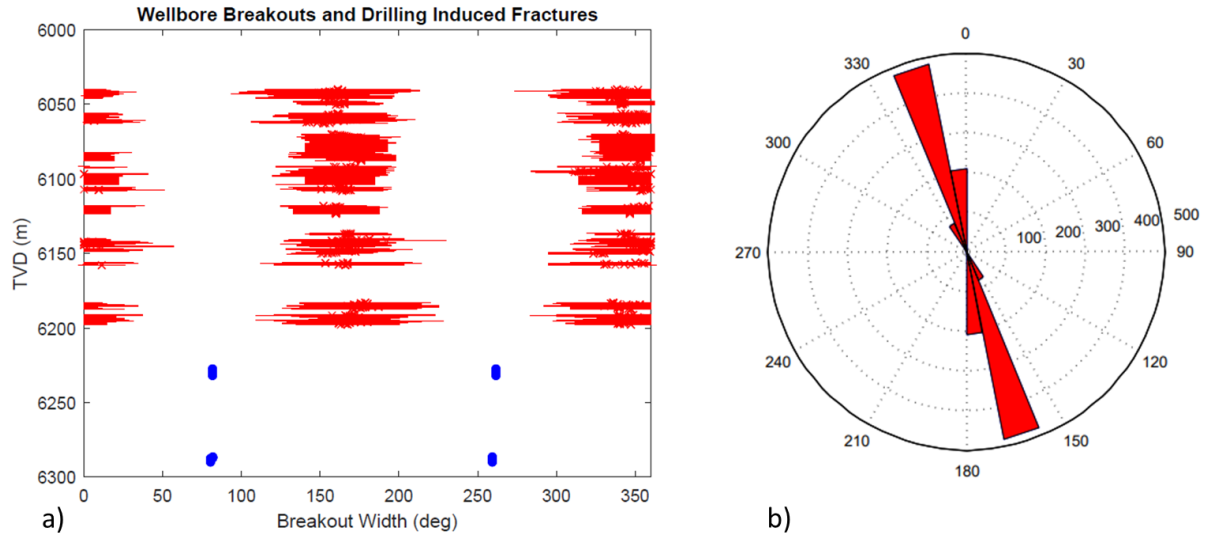 Wellbore Breakouts and Drilling Induced Fractures
6000
6050
6100
6150
6200
6250
6300
TVD (m)
0 50 100 150 200 250 300 350
Breakout Width (deg)
a)
0
30
60
90
120
150
180
210
240
270
300
330
100 200 300 400 500
b)